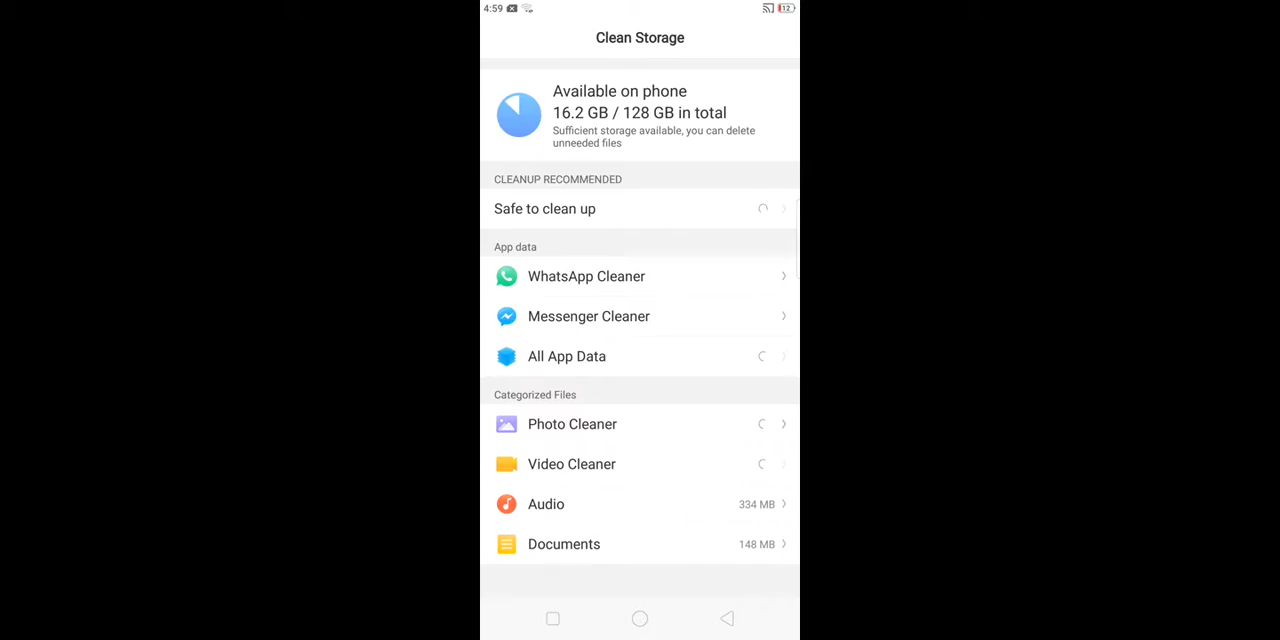 4:59
12
Clean Storage
Available on phone
16.2 GB / 128 GB in total
Sufficient storage available, you can delete
unneeded files
CLEANUP RECOMMENDED
Safe to clean up
App data
WhatsApp Cleaner
Messenger Cleaner
All App Data
Categorized Files
Photo Cleaner
Video Cleaner
Audio 334 MB
Documents 148 MB